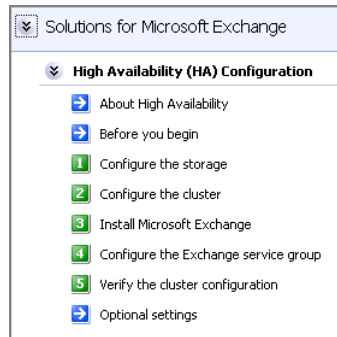 Solutions for Microsoft Exchange
High Availability (HA) Configuration
About High Availability
Before you begin
1 Configure the storage
2 Configure the cluster
3 Install Microsoft Exchange
4 Configure the Exchange service group
5 Verify the cluster configuration
Optional settings